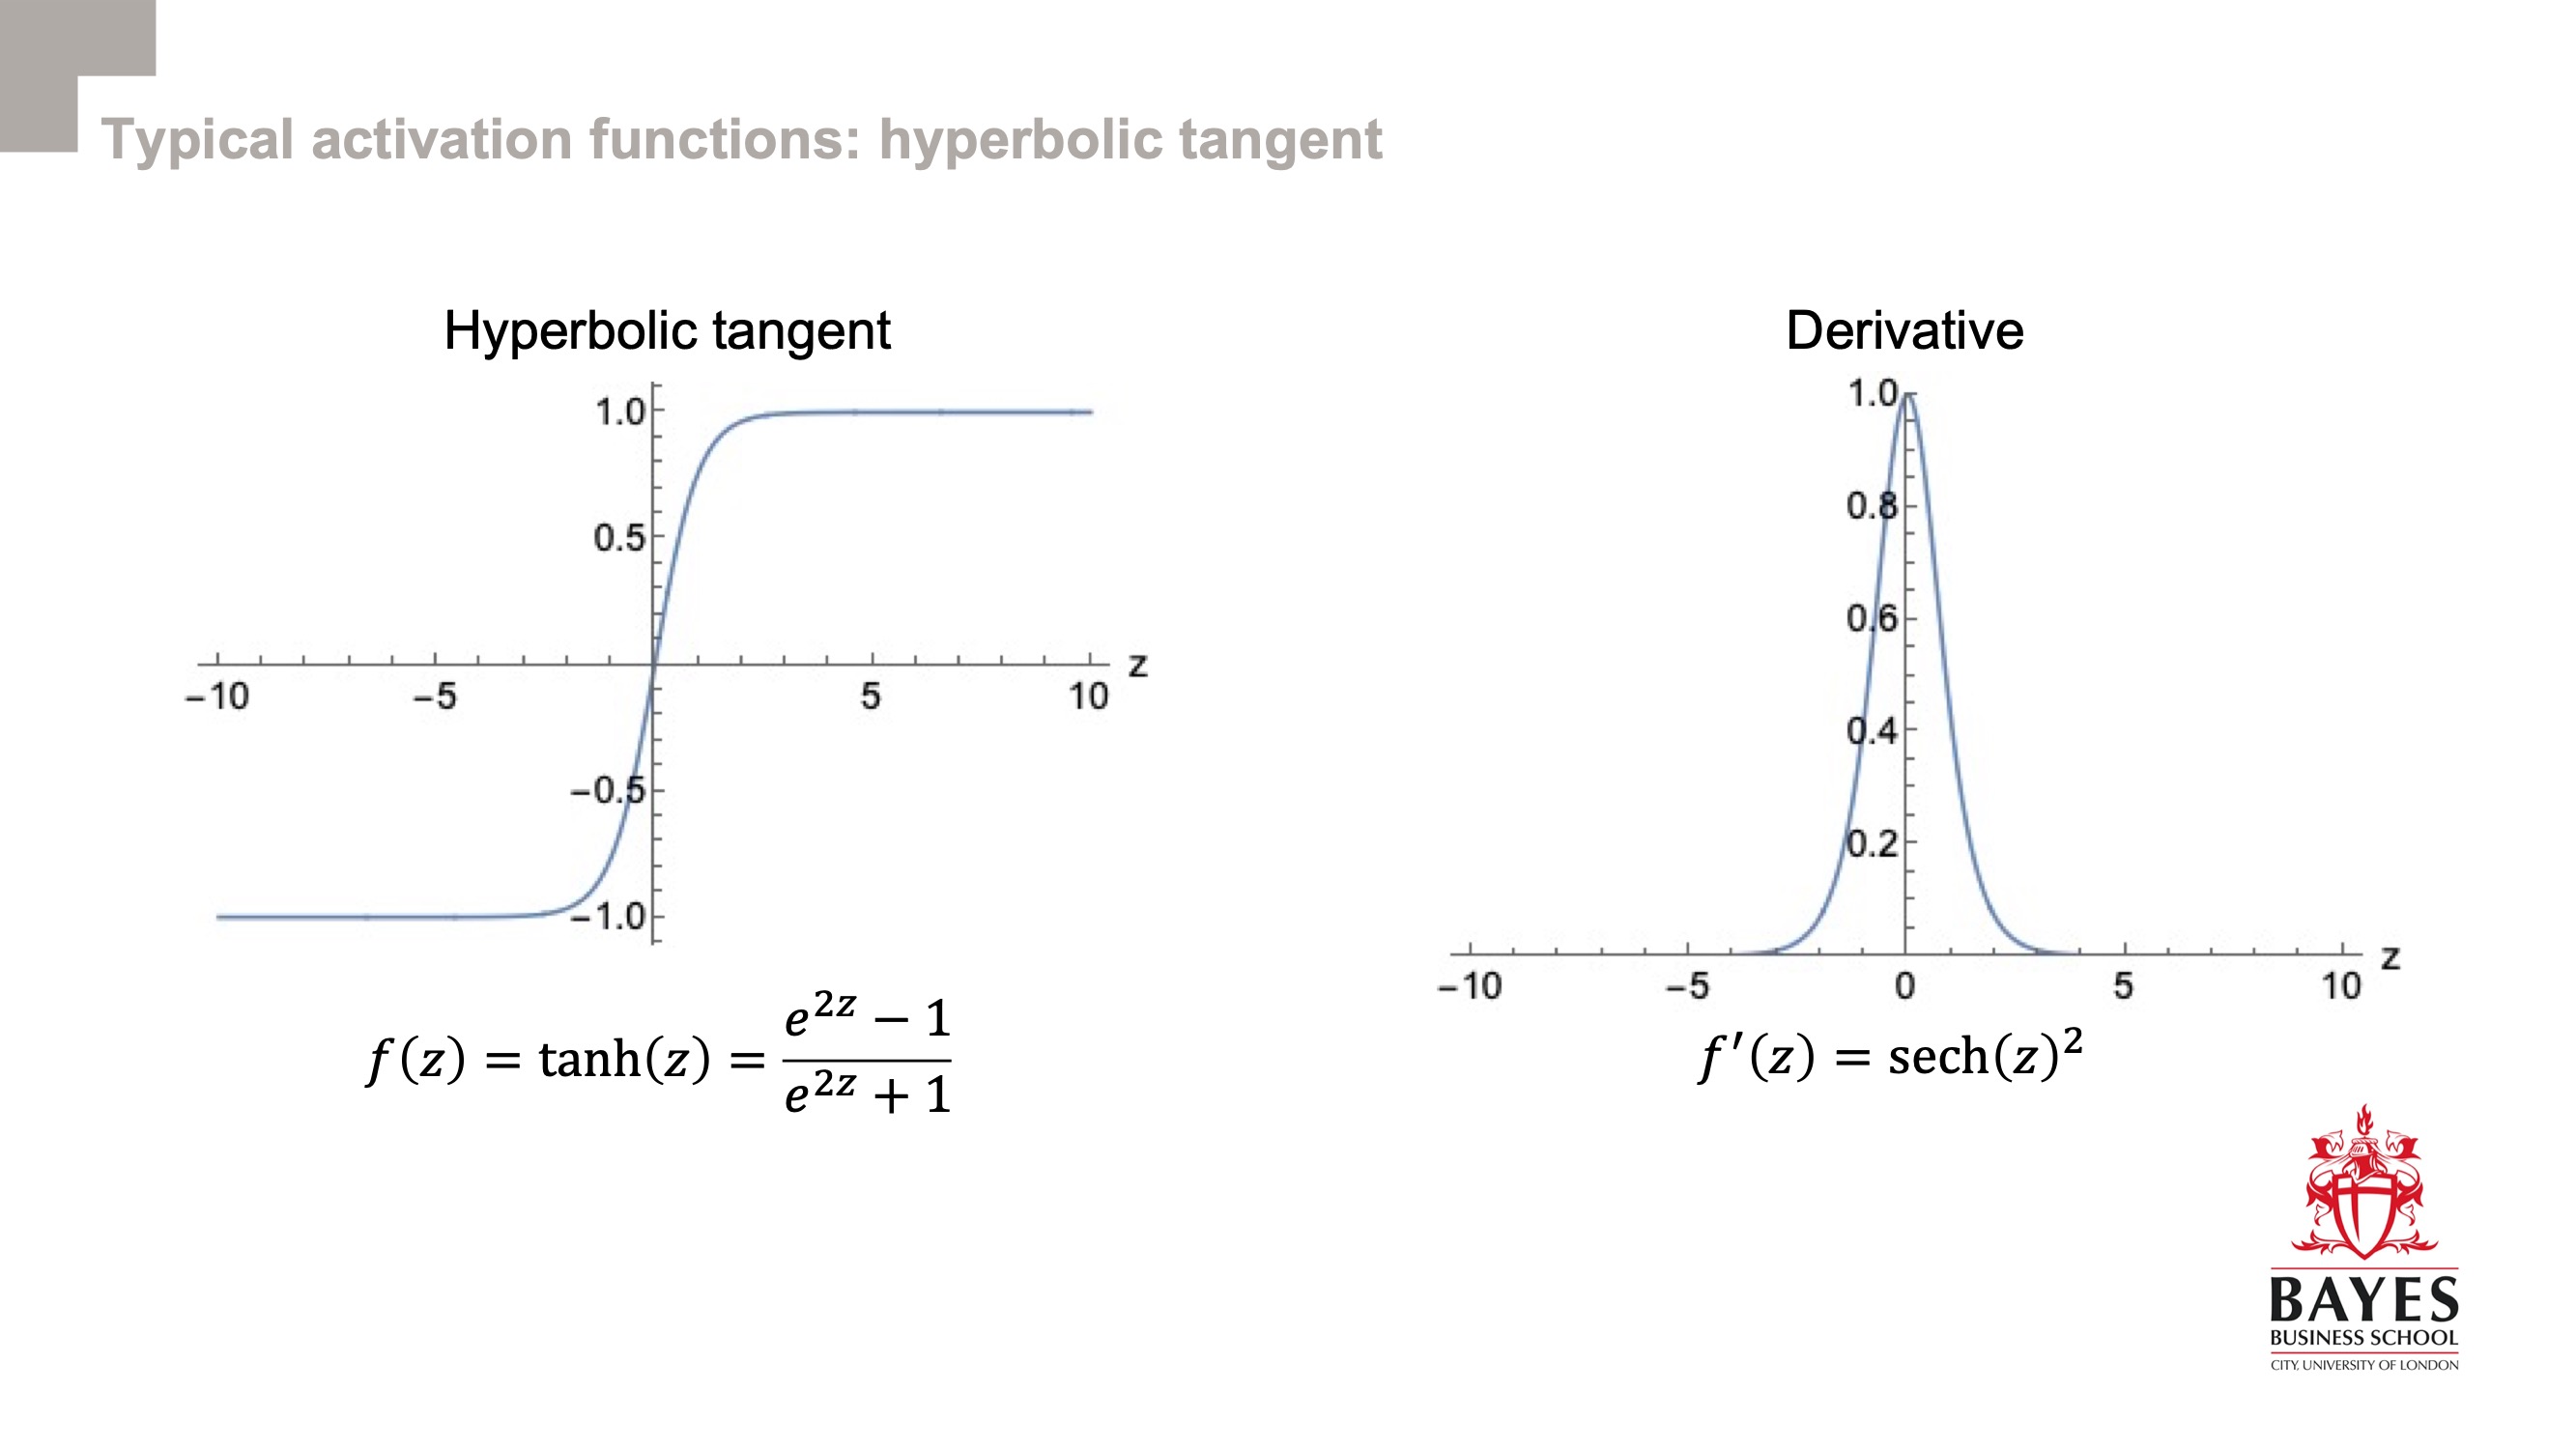 Typical activation functions: hyperbolic tangent
Hyperbolic tangent
1.0
0.5
−10 −5 5 10 z
−0.5
−1.0
f(z) = tanh(z) = (e^{2z} − 1)/(e^{2z} + 1)
Derivative
1.0
0.8
0.6
0.4
0.2
−10 −5 0 5 10 z
f′(z) = sech(z)²
BAYES
BUSINESS SCHOOL
CITY, UNIVERSITY OF LONDON